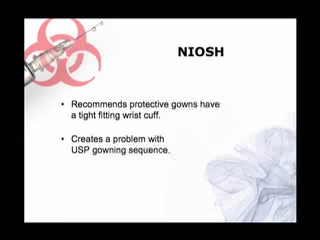 NIOSH
• Recommends protective gowns have
a tight fitting wrist cuff.
• Creates a problem with
USP gowning sequence.